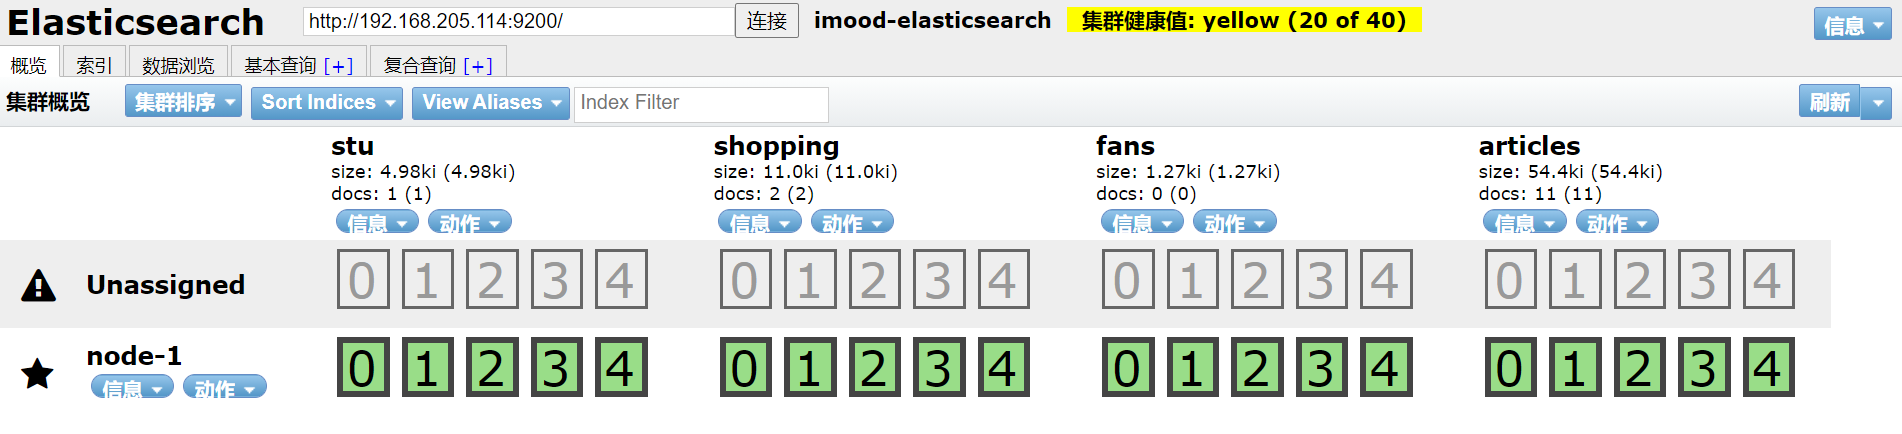 Elasticsearch http://192.168.205.114:9200/ 连接 imood-elasticsearch 集群健康值: yellow (20 of 40) 信息
概览 索引 数据浏览 基本查询 [+] 复合查询 [+]
集群概览 集群排序 Sort Indices View Aliases Index Filter 刷新
stu shopping fans articles
size: 4.98ki (4.98ki) size: 11.0ki (11.0ki) size: 1.27ki (1.27ki) size: 54.4ki (54.4ki)
docs: 1 (1) docs: 2 (2) docs: 0 (0) docs: 11 (11)
信息 动作 信息 动作 信息 动作 信息 动作
Unassigned 0 1 2 3 4 0 1 2 3 4 0 1 2 3 4 0 1 2 3 4
node-1 0 1 2 3 4 0 1 2 3 4 0 1 2 3 4 0 1 2 3 4
信息 动作